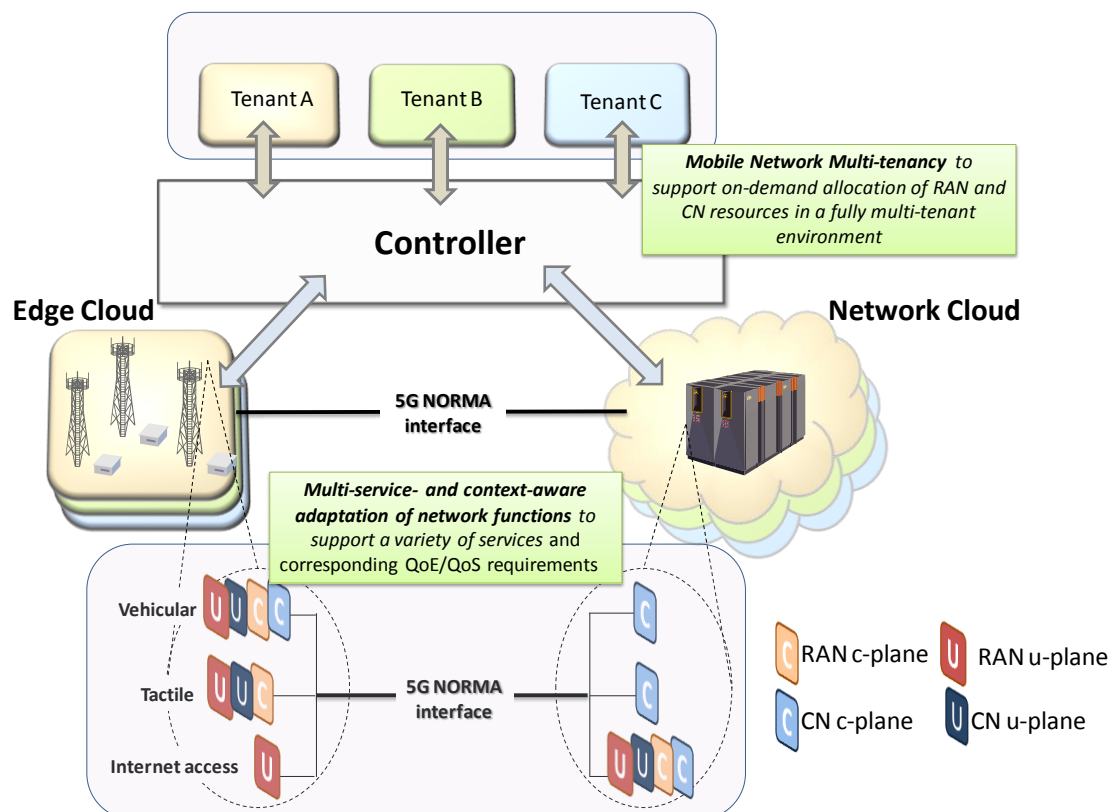 Tenant A
Tenant B
Tenant C
Mobile Network Multi-tenancy to
support on-demand allocation of RAN and
CN resources in a fully multi-tenant
environment
Controller
Edge Cloud
Network Cloud
5G NORMA
interface
Multi-service- and context-aware
adaptation of network functions to
support a variety of services and
corresponding QoE/QoS requirements
Vehicular
U U C C
C
Tactile
U U C
5G NORMA
interface
C
Internet access
U
U U C C
C RAN c-plane
U RAN u-plane
C CN c-plane
U CN u-plane